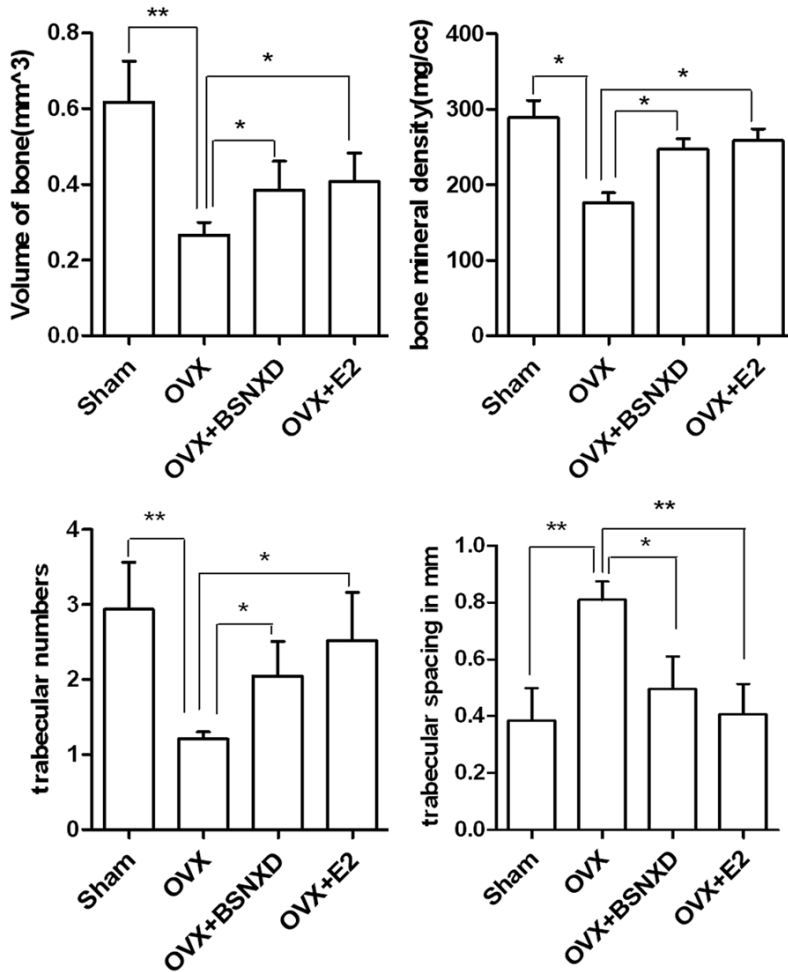 Volume of bone(mm^3)
0.8
0.6
0.4
0.2
0.0
**
*
*
Sham
OVX
OVX+BSNXD
OVX+E2
bone mineral density(mg/cc)
400
300
200
100
0
*
*
*
Sham
OVX
OVX+BSNXD
OVX+E2
trabecular numbers
4
3
2
1
0
**
*
*
Sham
OVX
OVX+BSNXD
OVX+E2
trabecular spacing in mm
1.0
0.8
0.6
0.4
0.2
0.0
**
**
*
Sham
OVX
OVX+BSNXD
OVX+E2